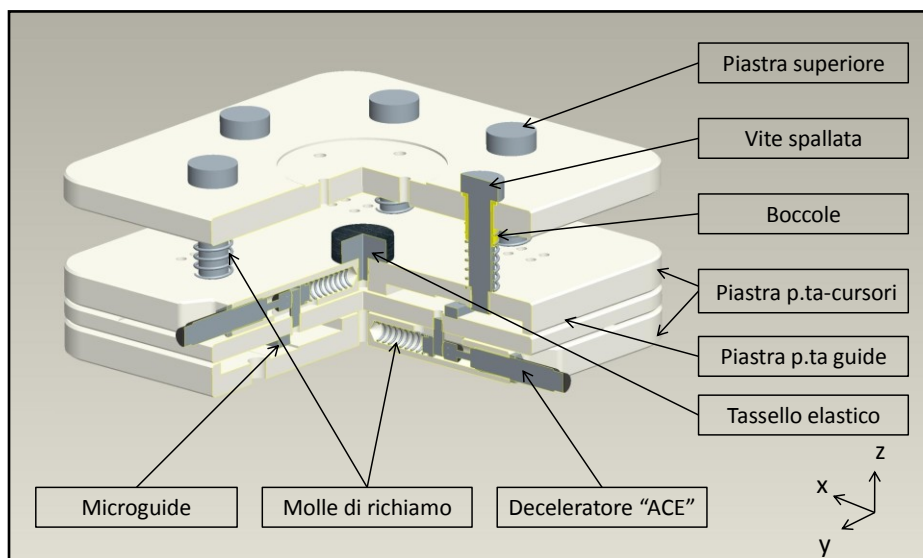 Piastra superiore
Vite spallata
Boccole
Piastra p.ta-cursori
Piastra p.ta guide
Tassello elastico
Microguide
Molle di richiamo
Deceleratore “ACE”
z
x
y